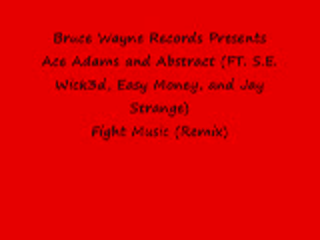 Bruce Wayne Records Presents
Ace Adams and Abstract (FT. S.E.
Wick3d, Easy Money, and Jay
Strange)
Fight Music (Remix)